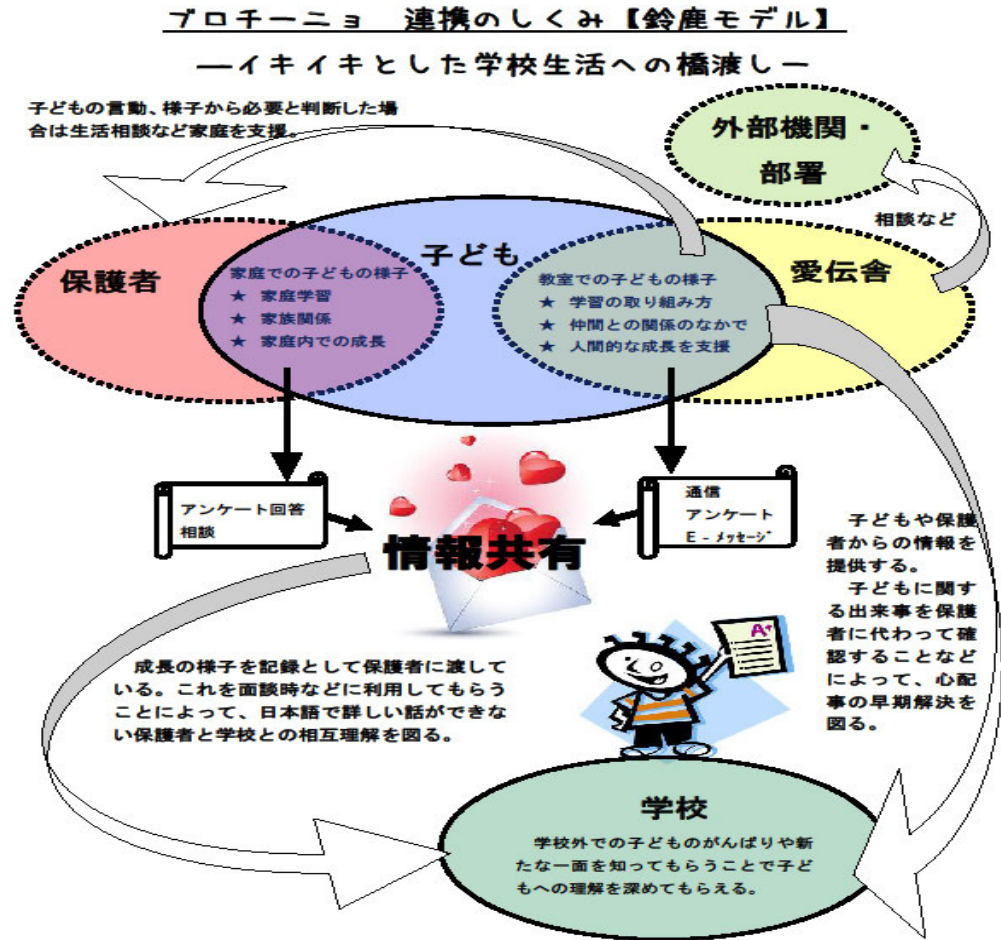 ブロチーニョ　連携のしくみ【鈴鹿モデル】
―イキイキとした学校生活への橋渡し―
子どもの言動、様子から必要と判断した場
合は生活相談など家庭を支援。
外部機関・
部署
相談など
保護者
子ども
愛伝舎
家庭での子どもの様子
★　家庭学習
★　家族関係
★　家庭内での成長
教室での子どもの様子
★　学習の取り組み方
★　仲間との関係のなかで
★　人間的な成長を支援
アンケート回答
相談
通信
アンケート
E‐ﾒｯｾｰｼﾞ
情報共有
子どもや保護
者からの情報を
提供する。
子どもに関す
る出来事を保護
者に代わって確
認することなど
によって、心配
事の早期解決を
図る。
A+
成長の様子を記録として保護者に渡して
いる。これを面談時などに利用してもらう
ことによって、日本語で詳しい話ができな
い保護者と学校との相互理解を図る。
学校
学校外での子どものがんばりや新
たな一面を知ってもらうことで子ど
もへの理解を深めてもらえる。